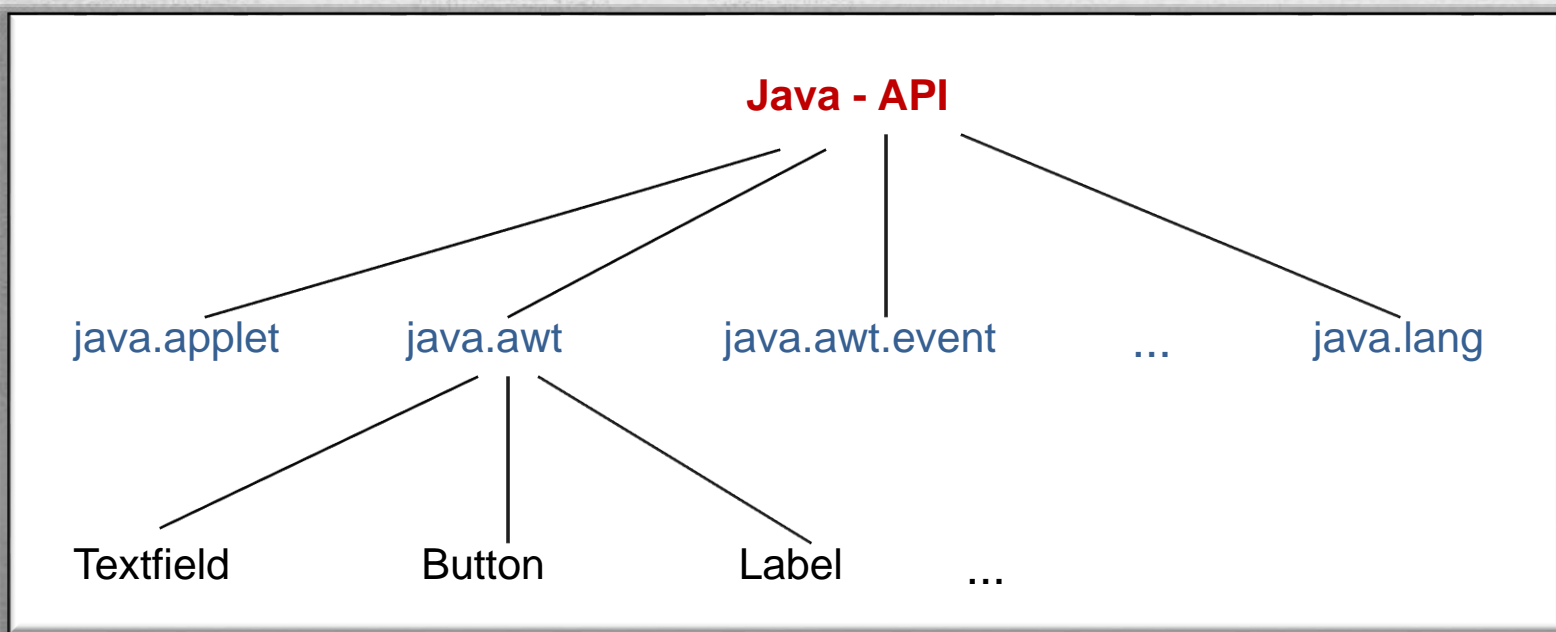 Java - API
java.applet java.awt java.awt.event ... java.lang
Textfield Button Label ...